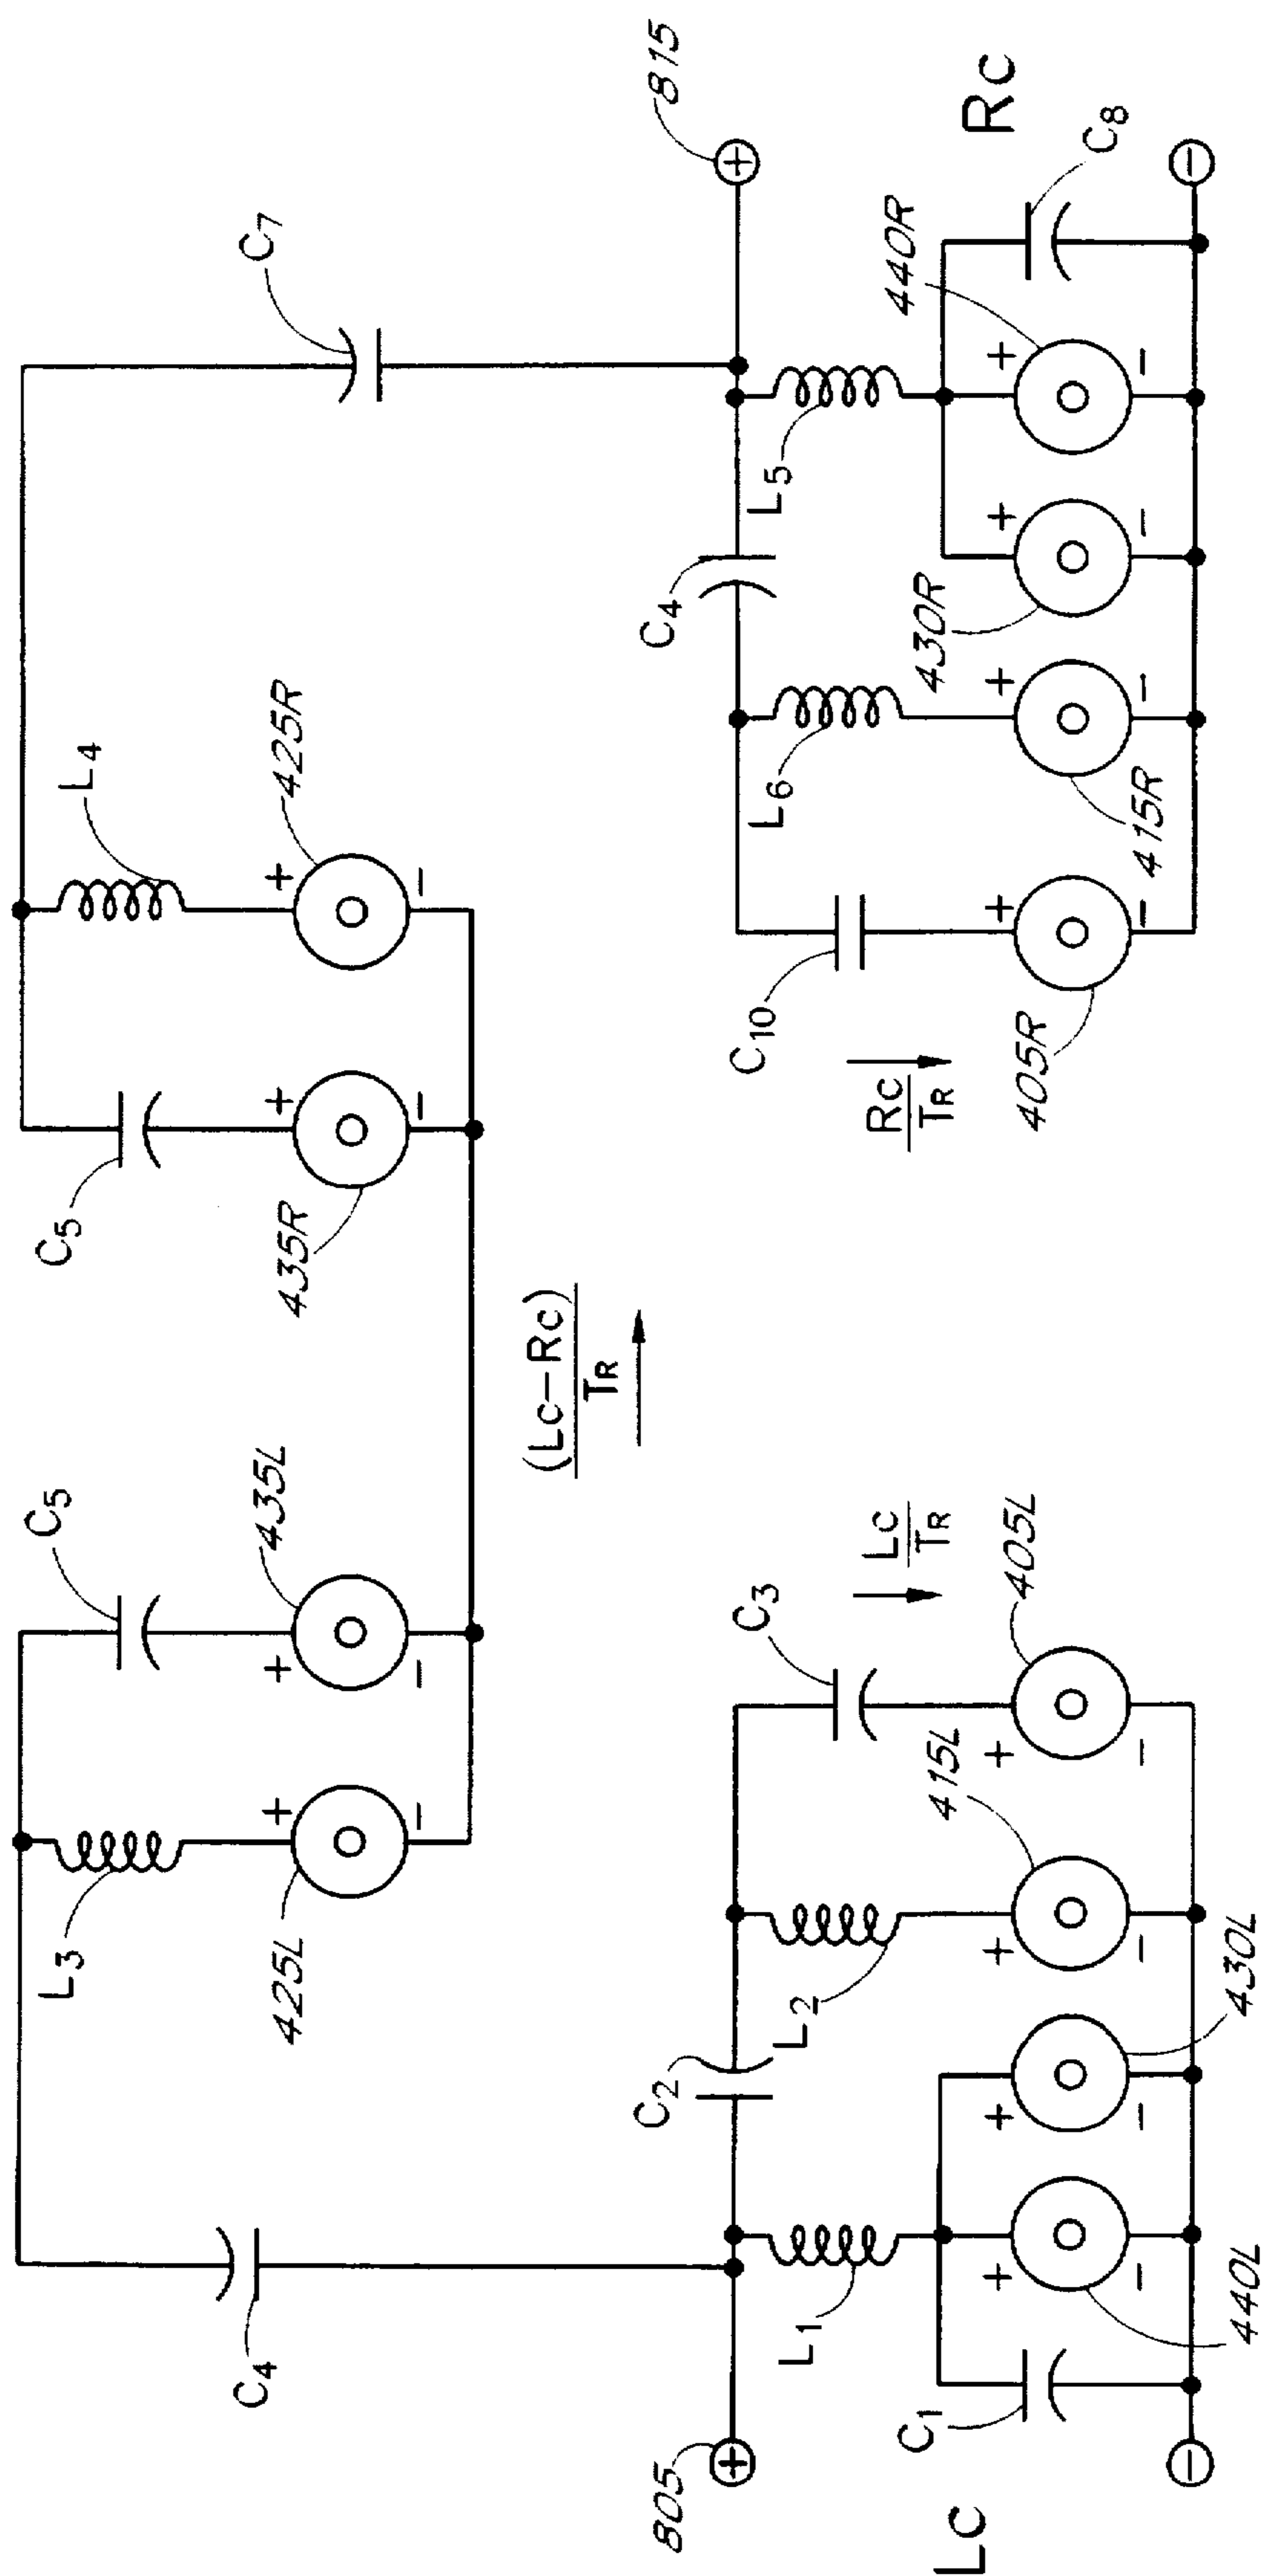 C4
L3
425L
C5
435L
(Lc–Rc)
TR
C5
435R
L4
425R
C7
805
+
L1
C2
L2
C3
Lc
TR
Lc
C1
440L
430L
415L
405L
+
−
+
−
+
−
+
−
−
+
−
+
−
+
−
+
−
C10
Rc
TR
L6
C4
L5
815
+
405R
415R
430R
440R
C8
Rc
+
−
+
−
+
−
+
−
−